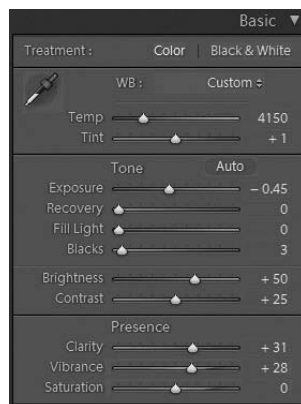 Basic ▼
Treatment : Color | Black & White
WB : Custom
Temp 4150
Tint + 1
Tone Auto
Exposure − 0.45
Recovery 0
Fill Light 0
Blacks 3
Brightness + 50
Contrast + 25
Presence
Clarity + 31
Vibrance + 28
Saturation 0